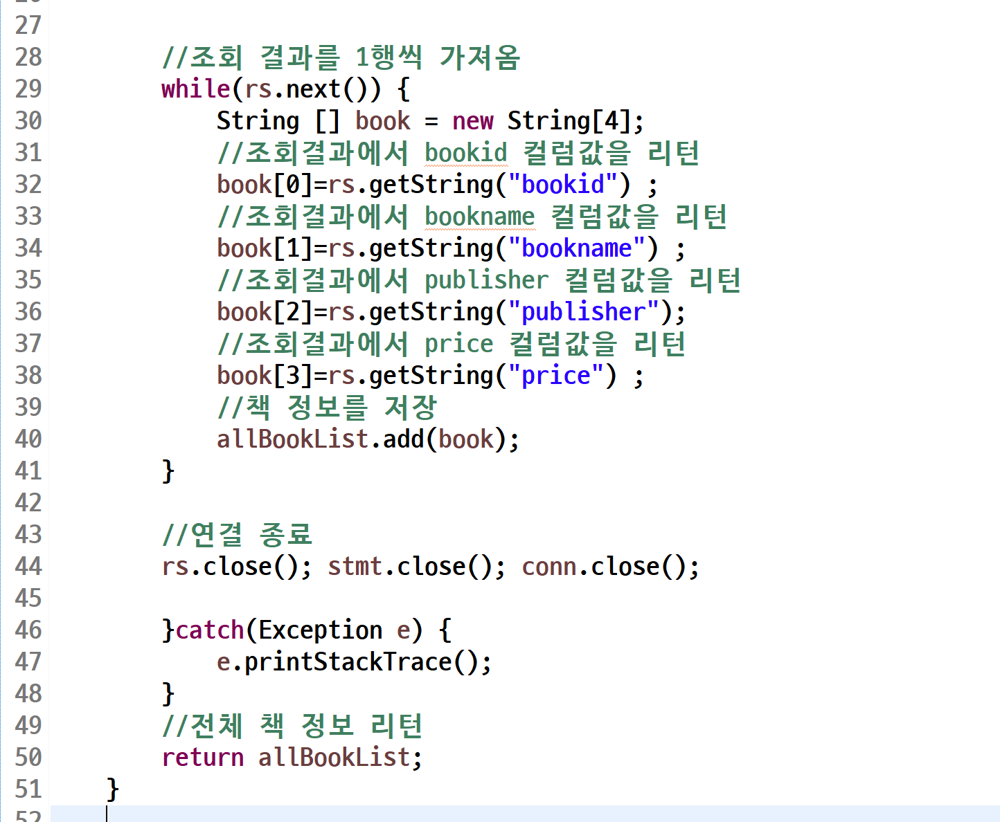 27
28 //조회 결과를 1행씩 가져옴
29 while(rs.next()) {
30 String [] book = new String[4];
31 //조회결과에서 bookid 컬럼값을 리턴
32 book[0]=rs.getString("bookid") ;
33 //조회결과에서 bookname 컬럼값을 리턴
34 book[1]=rs.getString("bookname") ;
35 //조회결과에서 publisher 컬럼값을 리턴
36 book[2]=rs.getString("publisher");
37 //조회결과에서 price 컬럼값을 리턴
38 book[3]=rs.getString("price") ;
39 //책 정보를 저장
40 allBookList.add(book);
41 }
42
43 //연결 종료
44 rs.close(); stmt.close(); conn.close();
45
46 }catch(Exception e) {
47 e.printStackTrace();
48 }
49 //전체 책 정보 리턴
50 return allBookList;
51 }
52